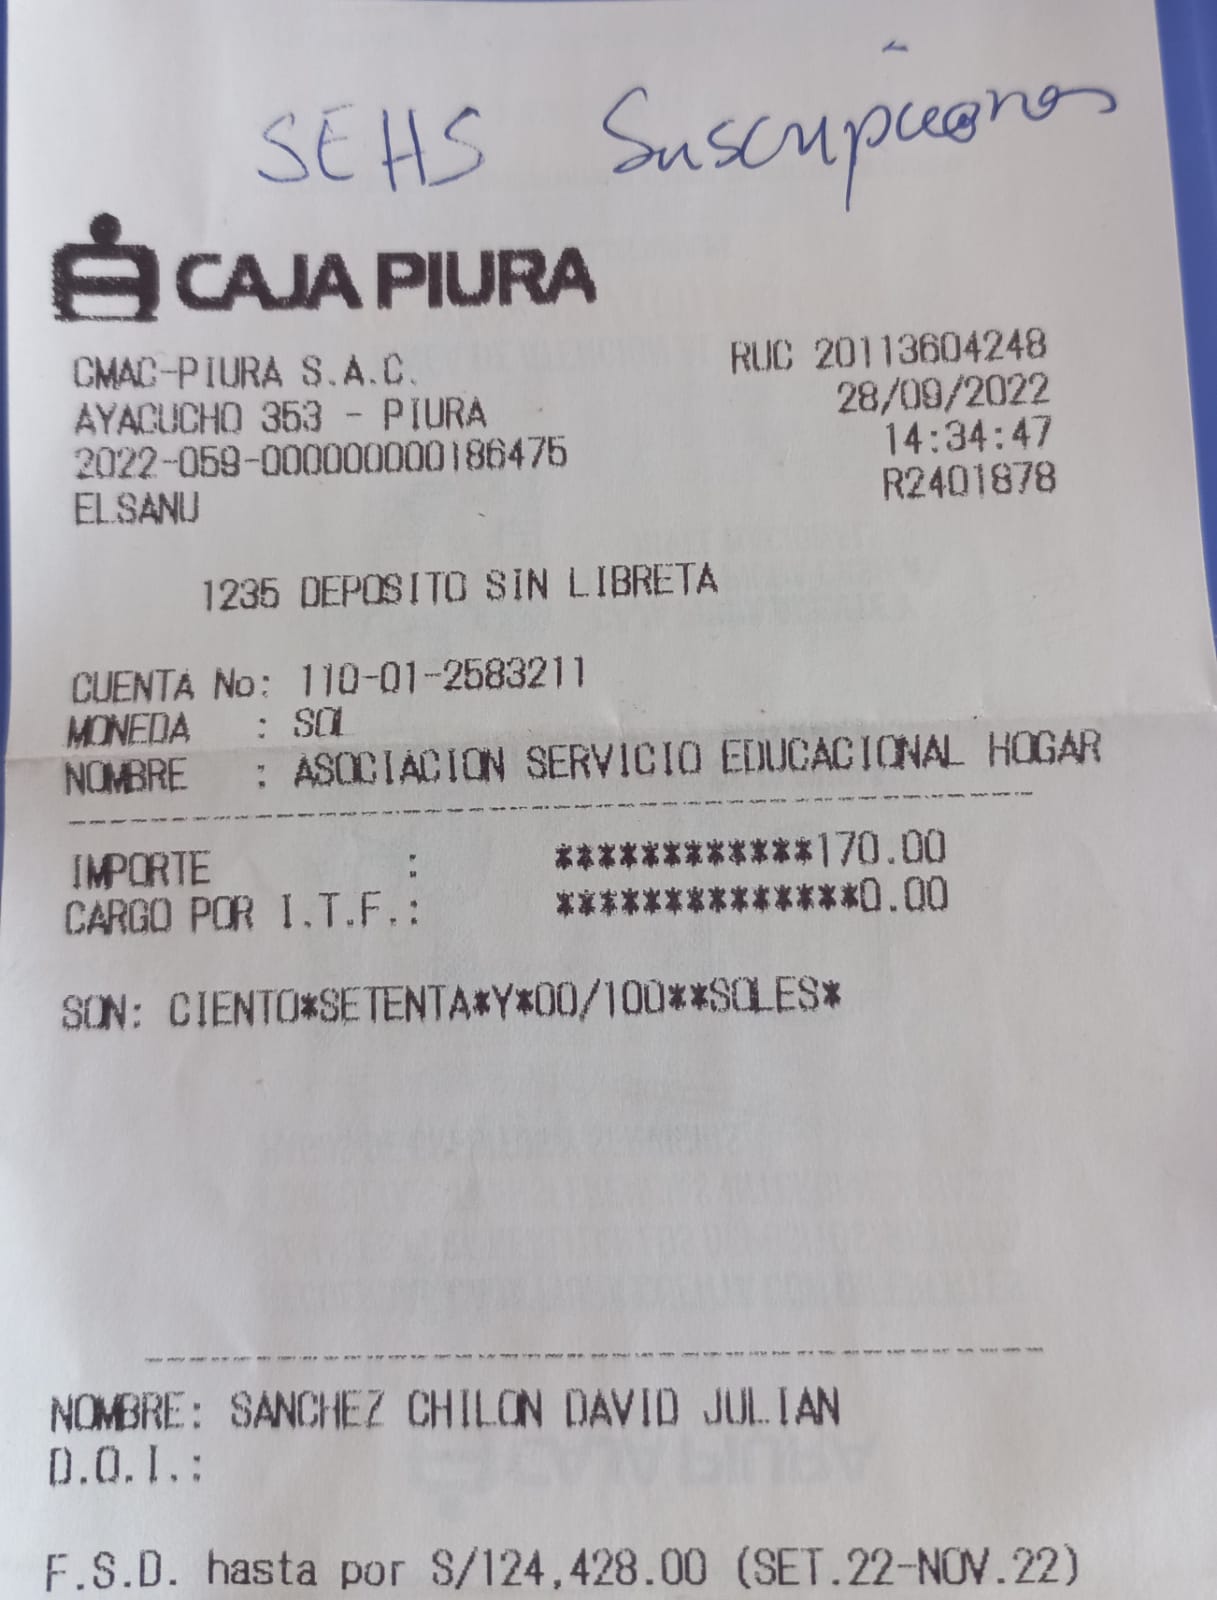 SEHS Suscripciones
CAJA PIURA
CMAC-PIURA S.A.C. RUC 20113604248
AYACUCHO 353 - PIURA 28/09/2022
2022-059-000000000186475 14:34:47
ELSANU R2401878
1235 DEPOSITO SIN LIBRETA
CUENTA No: 110-01-2583211
MONEDA : SOL
NOMBRE : ASOCIACION SERVICIO EDUCACIONAL HOGAR
IMPORTE : ************170.00
CARGO POR I.T.F.: **************0.00
SON: CIENTO*SETENTA*Y*00/100**SOLES*
NOMBRE: SANCHEZ CHILON DAVID JULIAN
D.O.I.:
F.S.D. hasta por S/124,428.00 (SET.22-NOV.22)